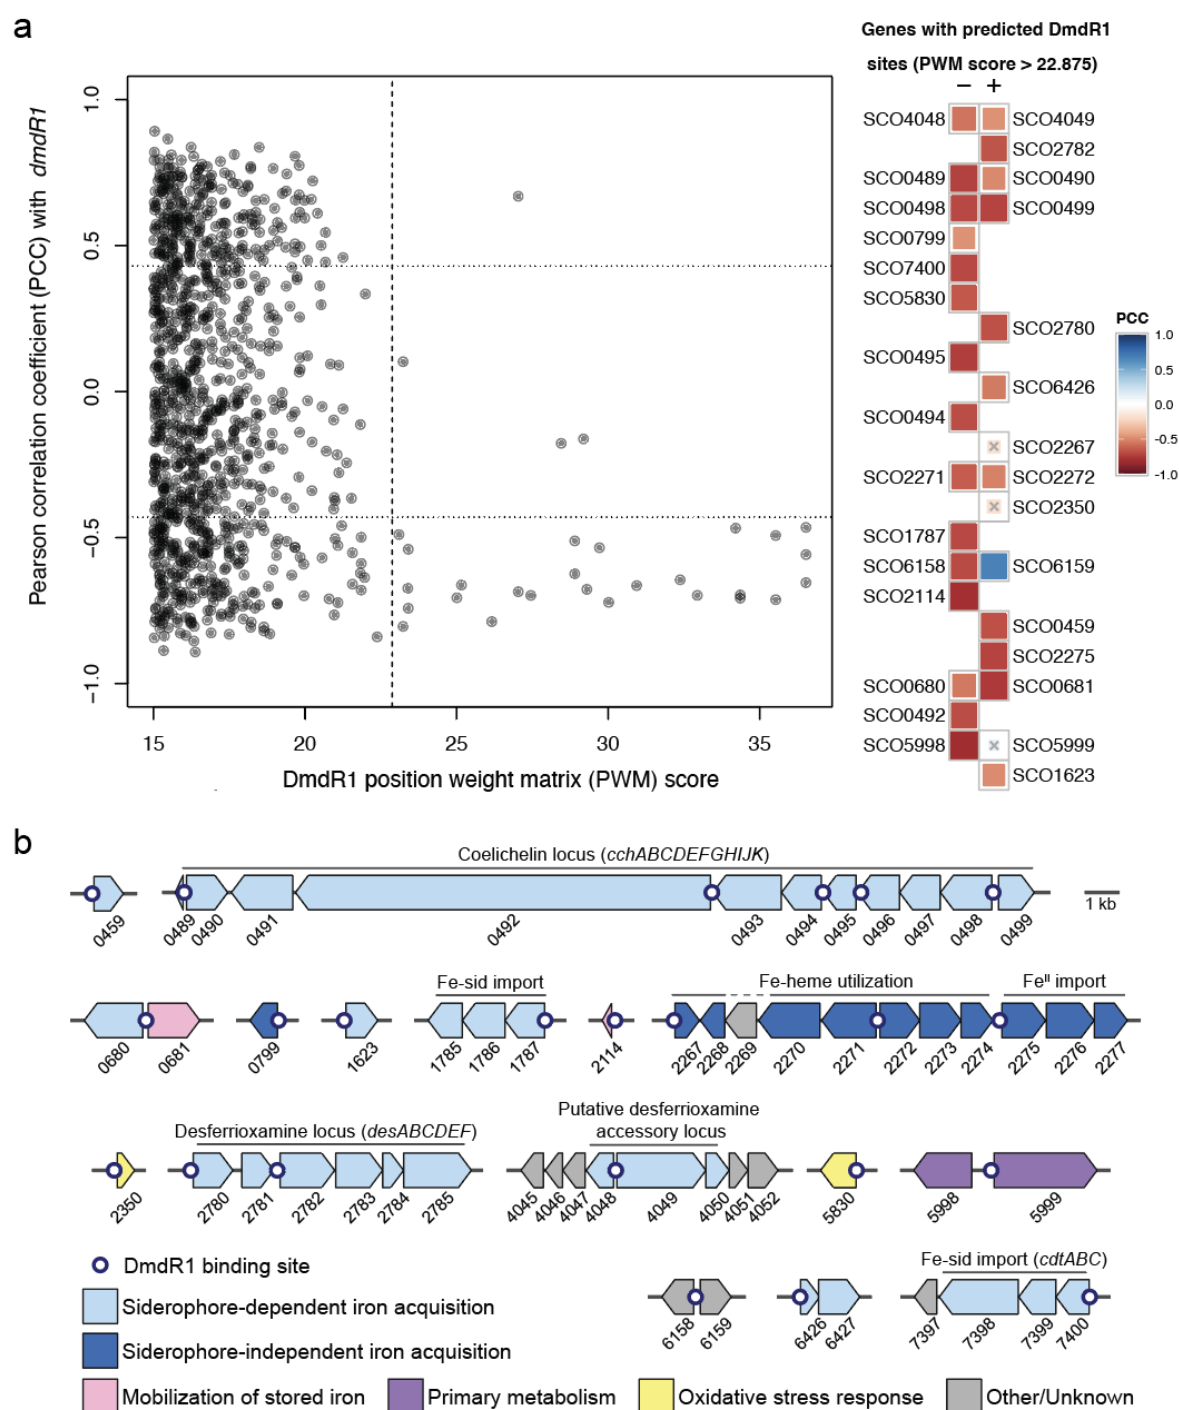 a
Genes with predicted DmdR1
sites (PWM score > 22.875)
− +
Pearson correlation coefficient (PCC) with dmdR1
1.0
0.5
0.0
−0.5
−1.0
15 20 25 30 35
DmdR1 position weight matrix (PWM) score
SCO4048 SCO4049
SCO2782
SCO0489 SCO0490
SCO0498 SCO0499
SCO0799
SCO7400
SCO5830
SCO2780
SCO0495
SCO6426
SCO0494
SCO2267
SCO2271 SCO2272
SCO2350
SCO1787
SCO6158 SCO6159
SCO2114
SCO0459
SCO2275
SCO0680 SCO0681
SCO0492
SCO5998 SCO5999
SCO1623
PCC
1.0
0.5
0.0
-0.5
-1.0
b
Coelichelin locus (cchABCDEFGHIJK)
1 kb
0459 0489 0490 0491 0492 0493 0494 0495 0496 0497 0498 0499
Fe-sid import Fe-heme utilization Feᴵᴵ import
0680 0681 0799 1623 1785 1786 1787 2114 2267 2268 2269 2270 2271 2272 2273 2274 2275 2276 2277
Putative desferrioxamine
accessory locus
Desferrioxamine locus (desABCDEF)
2350 2780 2781 2782 2783 2784 2785 4045 4046 4047 4048 4049 4050 4051 4052 5830 5998 5999
DmdR1 binding site
Fe-sid import (cdtABC)
6158 6159 6426 6427 7397 7398 7399 7400
Siderophore-dependent iron acquisition
Siderophore-independent iron acquisition
Mobilization of stored iron
Primary metabolism
Oxidative stress response
Other/Unknown